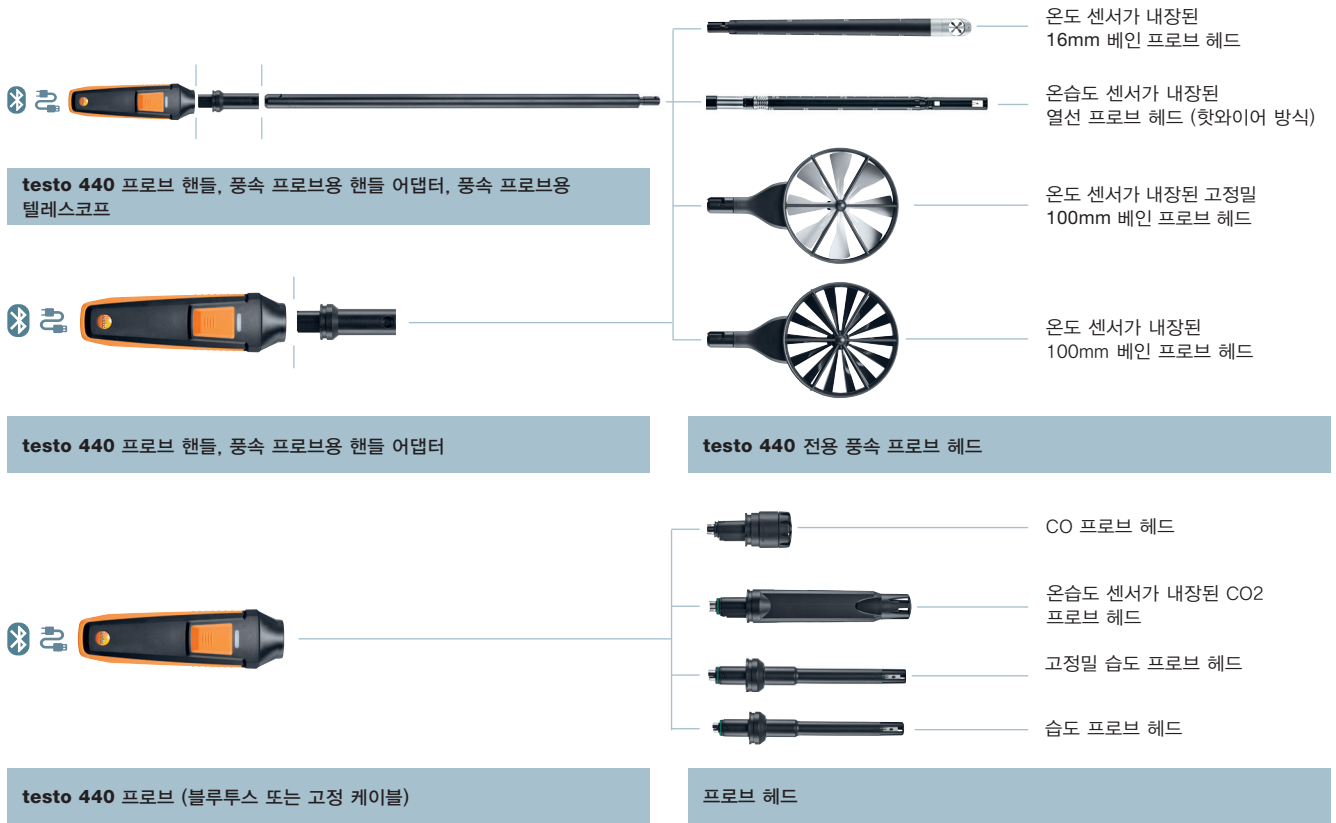 온도 센서가 내장된
16mm 베인 프로브 헤드
온습도 센서가 내장된
열선 프로브 헤드 (핫와이어 방식)
testo 440 프로브 핸들, 풍속 프로브용 핸들 어댑터, 풍속 프로브용
텔레스코프
온도 센서가 내장된 고정밀
100mm 베인 프로브 헤드
온도 센서가 내장된
100mm 베인 프로브 헤드
testo 440 프로브 핸들, 풍속 프로브용 핸들 어댑터
testo 440 전용 풍속 프로브 헤드
CO 프로브 헤드
온습도 센서가 내장된 CO2
프로브 헤드
고정밀 습도 프로브 헤드
습도 프로브 헤드
testo 440 프로브 (블루투스 또는 고정 케이블)
프로브 헤드